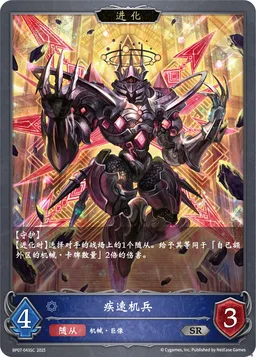 进化
【守护】
【进化时】选择对手的战场上的1个随从。给予其等同于「自己额
外区的机械·卡牌数量」2倍的伤害。
疾速机兵
4
随从
机械·巨像
SR
3
BP07-043SC 2025
© Cygames, Inc. Published by NetEase Games